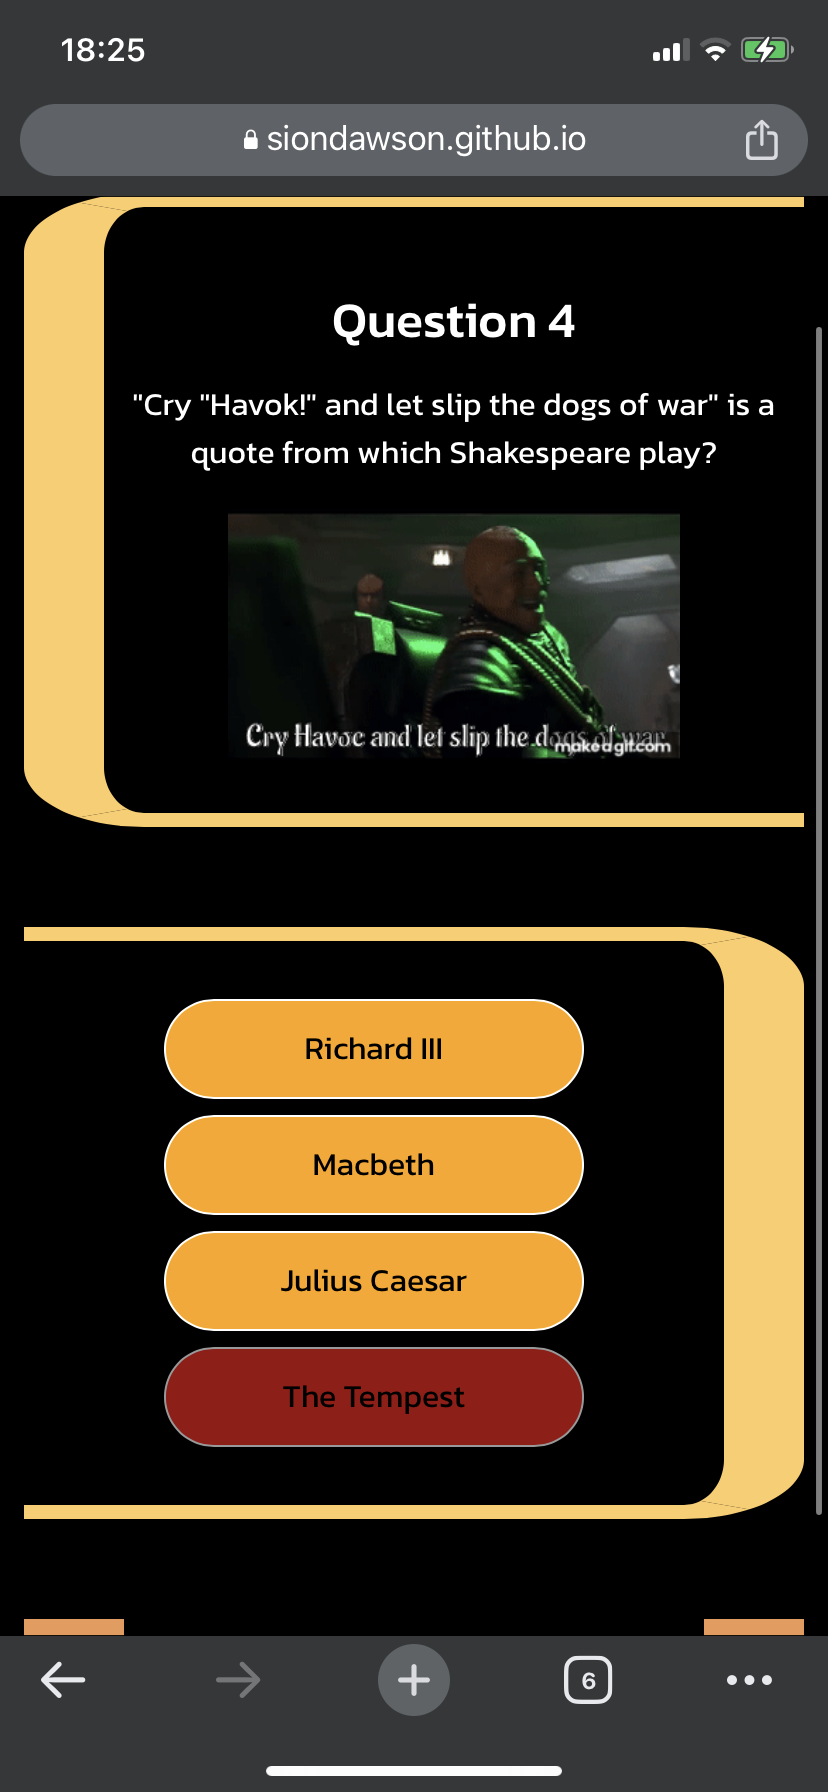 18:25
siondawson.github.io
Question 4
"Cry "Havok!" and let slip the dogs of war" is a
quote from which Shakespeare play?
Cry Havoc and let slip the dogs of war
makeagif.com
Richard III
Macbeth
Julius Caesar
The Tempest
6